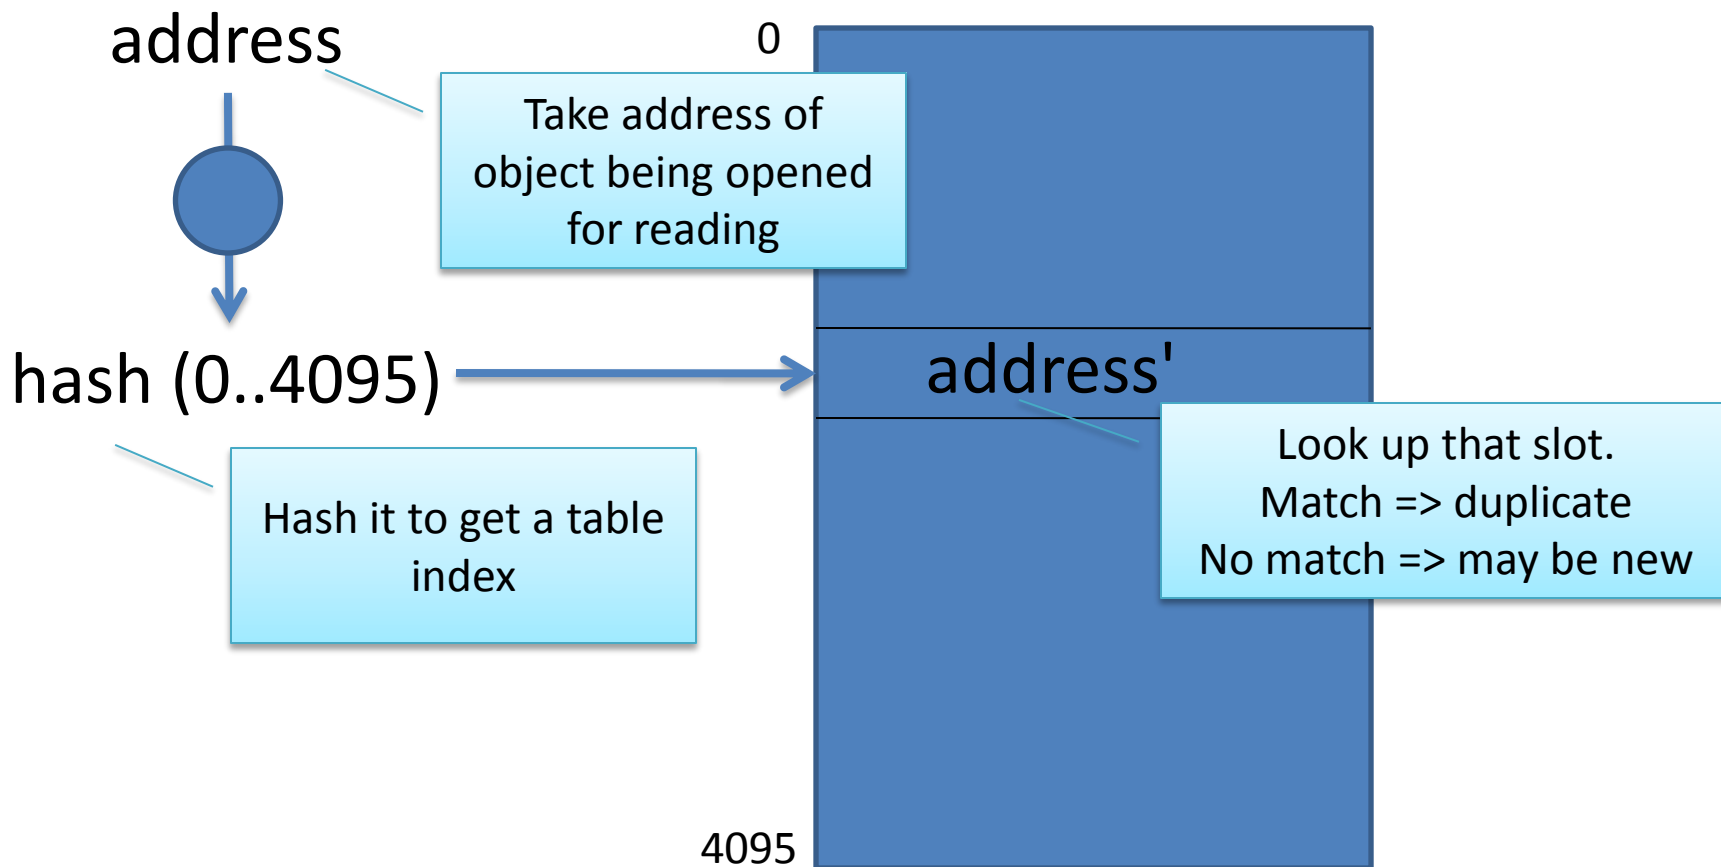 address
0
Take address of
object being opened
for reading
hash (0..4095)
address'
Hash it to get a table
index
Look up that slot.
Match => duplicate
No match => may be new
4095